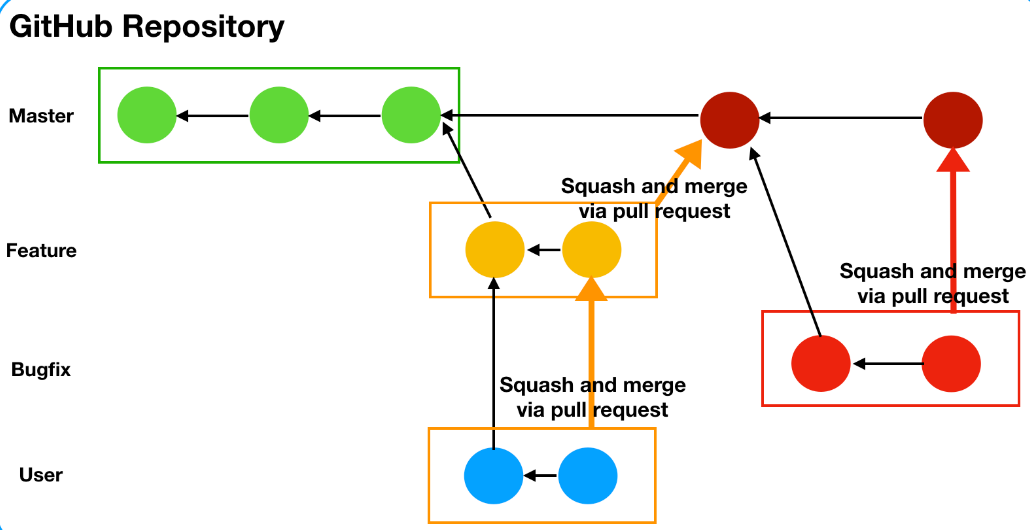 GitHub Repository
Master
Squash and merge
via pull request
Feature
Squash and merge
via pull request
Bugfix
Squash and merge
via pull request
User